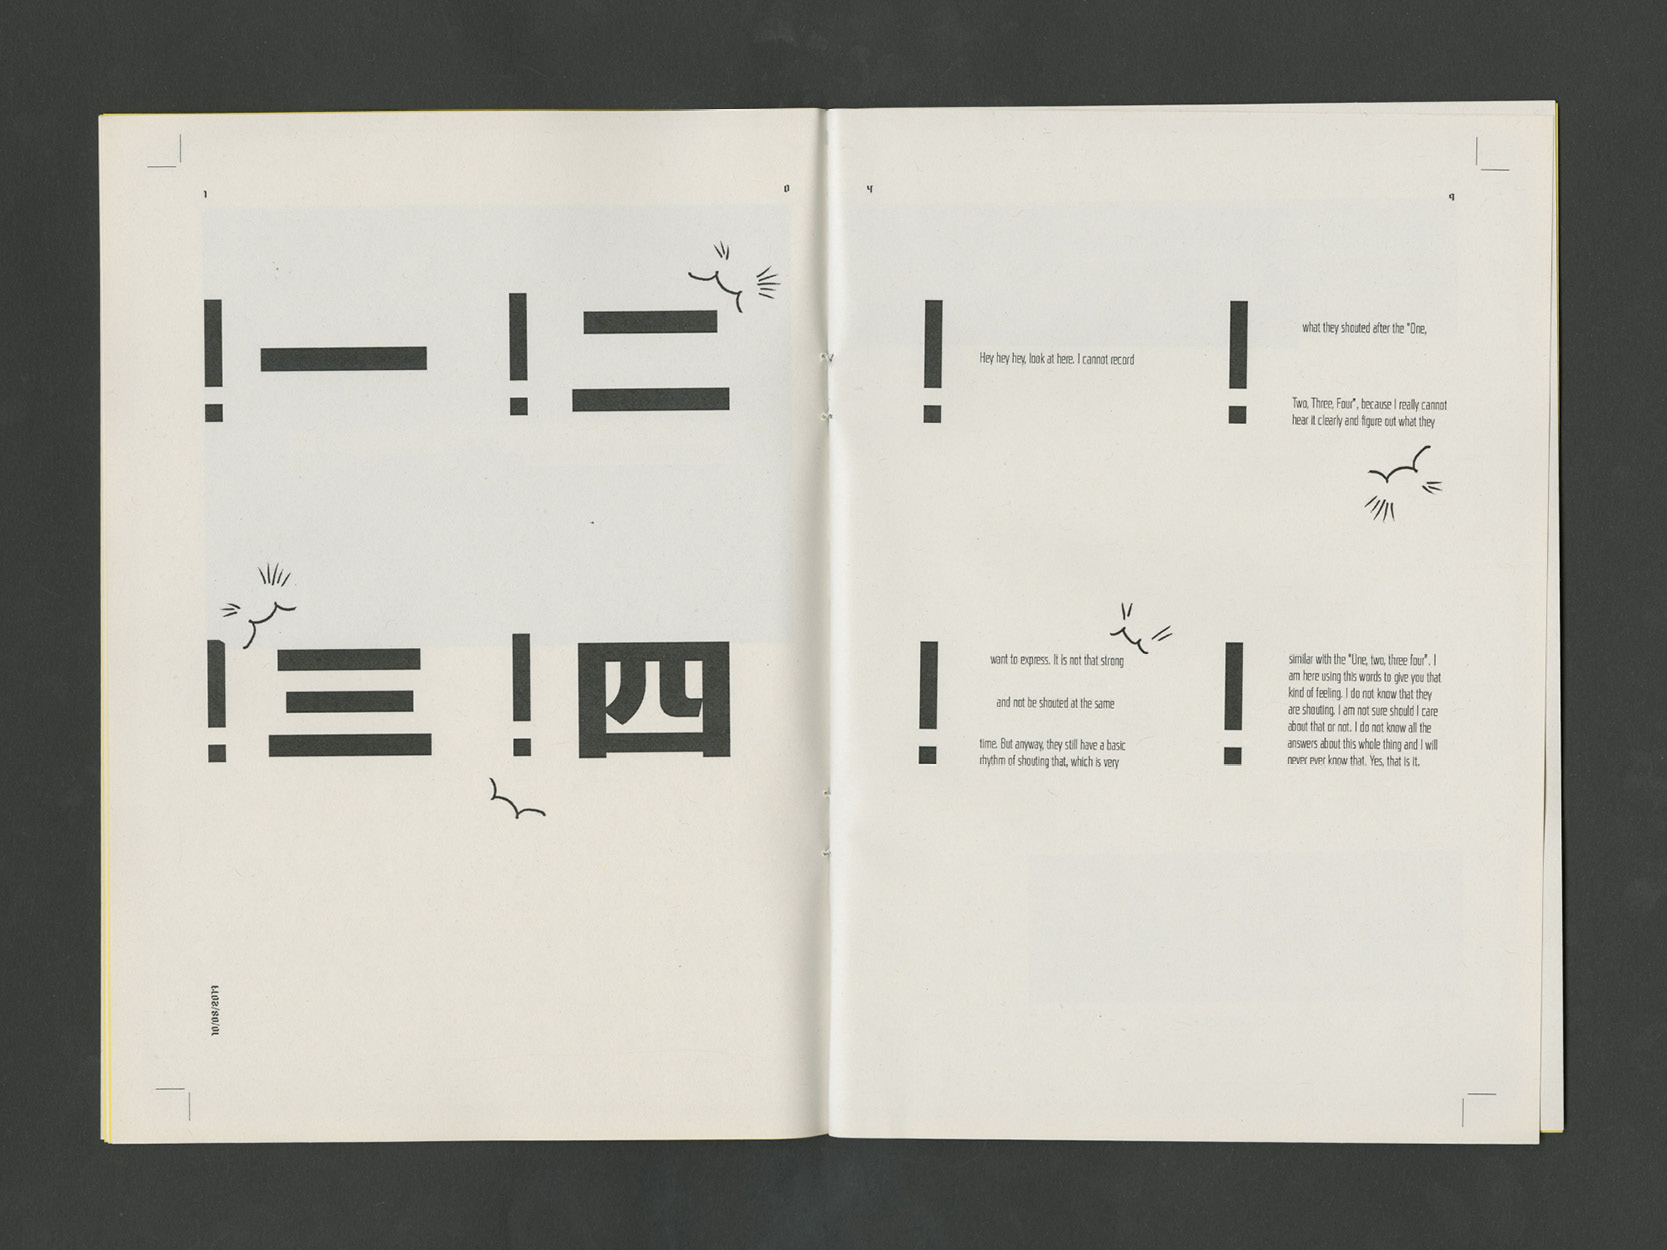 1
0
4
9
! 一
! 二
! 三
! 四
10/08/2017
!
Hey hey hey, look at here. I cannot record
!
what they shouted after the "One,
Two, Three, Four", because I really cannot
hear it clearly and figure out what they
!
want to express. It is not that strong
and not be shouted at the same
time. But anyway, they still have a basic
rhythm of shouting that, which is very
!
similar with the "One, two, three four". I
am here using this words to give you that
kind of feeling. I do not know that they
are shouting. I am not sure should I care
about that or not. I do not know all the
answers about this whole thing and I will
never ever know that. Yes, that is it.